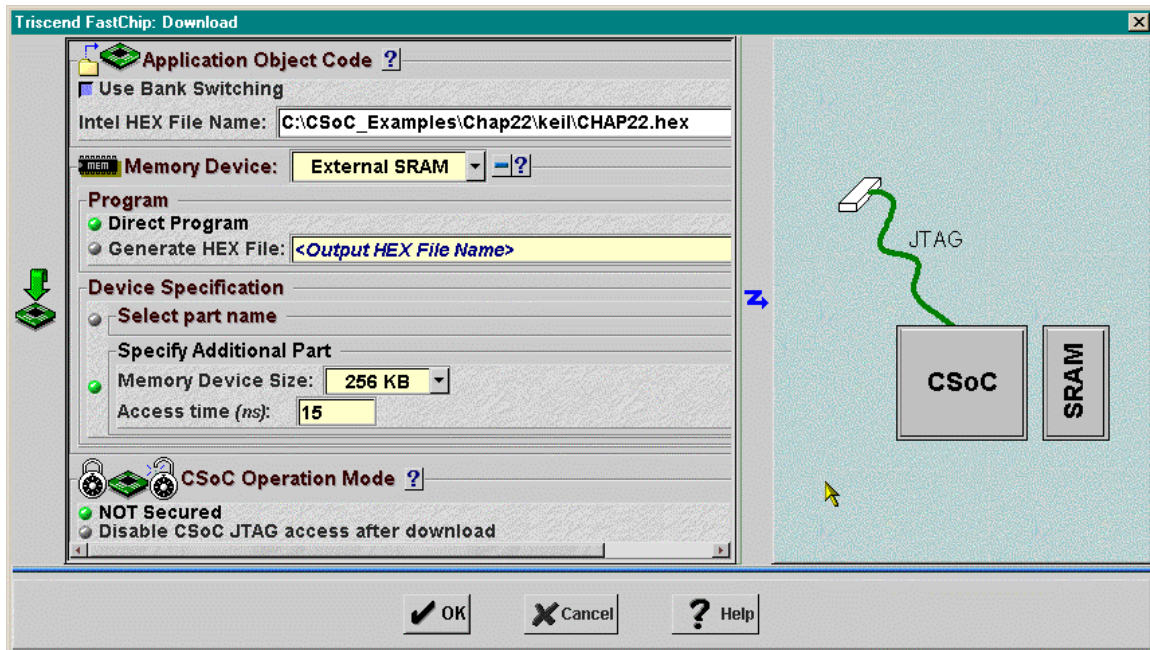 Triscend FastChip: Download
Application Object Code ?
Use Bank Switching
Intel HEX File Name: C:\CSoC_Examples\Chap22\keil\CHAP22.hex
mem Memory Device: External SRAM ?
Program
Direct Program
Generate HEX File: <Output HEX File Name>
Device Specification
Select part name
Specify Additional Part
Memory Device Size: 256 KB
Access time (ns): 15
CSoC Operation Mode ?
NOT Secured
Disable CSoC JTAG access after download
JTAG
CSoC
SRAM
OK
Cancel
? Help